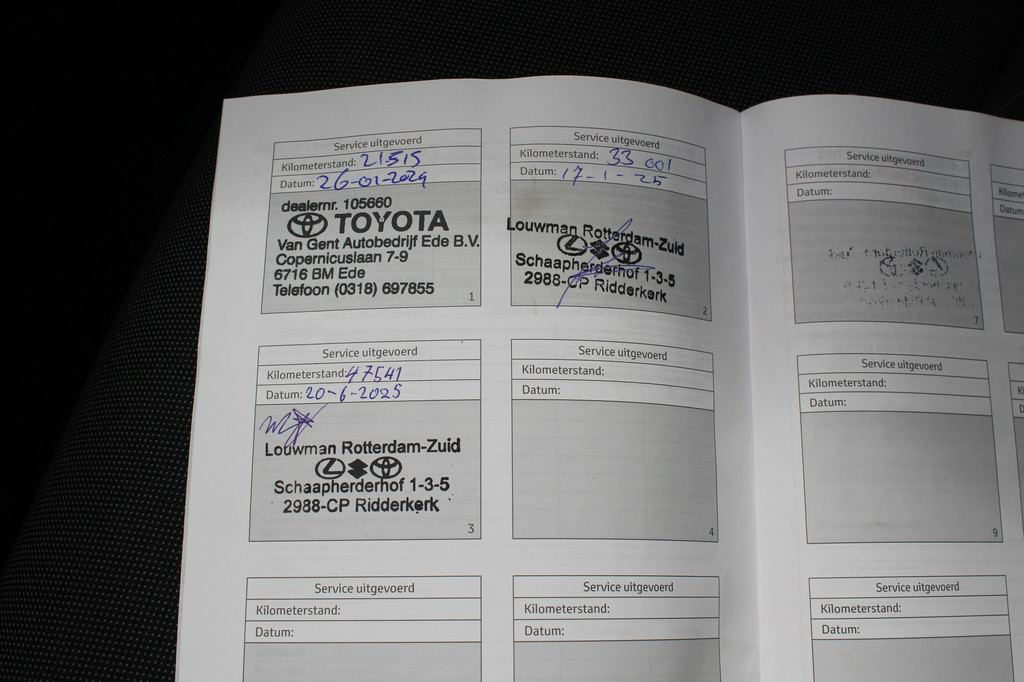 Service uitgevoerd
Kilometerstand: 21515
Datum: 26-01-2024
dealernr. 105660
TOYOTA
Van Gent Autobedrijf Ede B.V.
Copernicuslaan 7-9
6716 BM Ede
Telefoon (0318) 697855
1
Service uitgevoerd
Kilometerstand: 33 001
Datum: 17-1-25
Louwman Rotterdam-Zuid
Schaapherderhof 1-3-5
2988-CP Ridderkerk
2
Service uitgevoerd
Kilometerstand: 47541
Datum: 20-6-2025
Louwman Rotterdam-Zuid
Schaapherderhof 1-3-5
2988-CP Ridderkerk
3
Service uitgevoerd
Kilometerstand:
Datum:
4
Service uitgevoerd
Kilometerstand:
Datum:
Service uitgevoerd
Kilometerstand:
Datum:
Service uitgevoerd
Kilometerstand:
Datum:
7
Service uitgevoerd
Kilometerstand:
Datum:
9
Service uitgevoerd
Kilometerstand:
Datum: